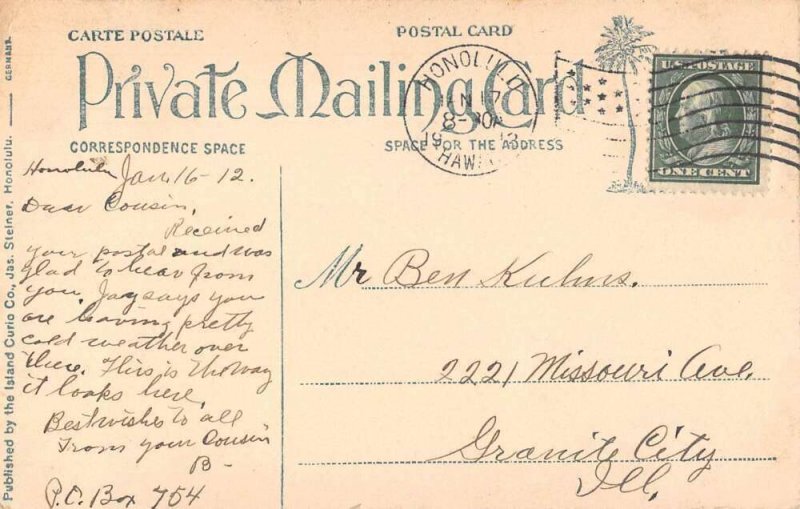 CARTE POSTALE
POSTAL CARD
Private Mailing Card
CORRESPONDENCE SPACE
SPACE FOR THE ADDRESS
HONOLULU
8-30A
1912
HAWAII
U.S. POSTAGE
ONE CENT
Honolulu Jan. 16-12.
Dear Cousin,
Received
your postal and was
glad to hear from
you. Jay says you
are having pretty
cold weather over
there. This is the way
it looks here.
Best wishes to all
From your Cousin
B-
P.O. Box 754
Mr Ben Kuhns.
2221 Missouri Ave.
Granite City
Ill.
Published by the Island Curio Co., Jas. Steiner, Honolulu. — GERMANY.